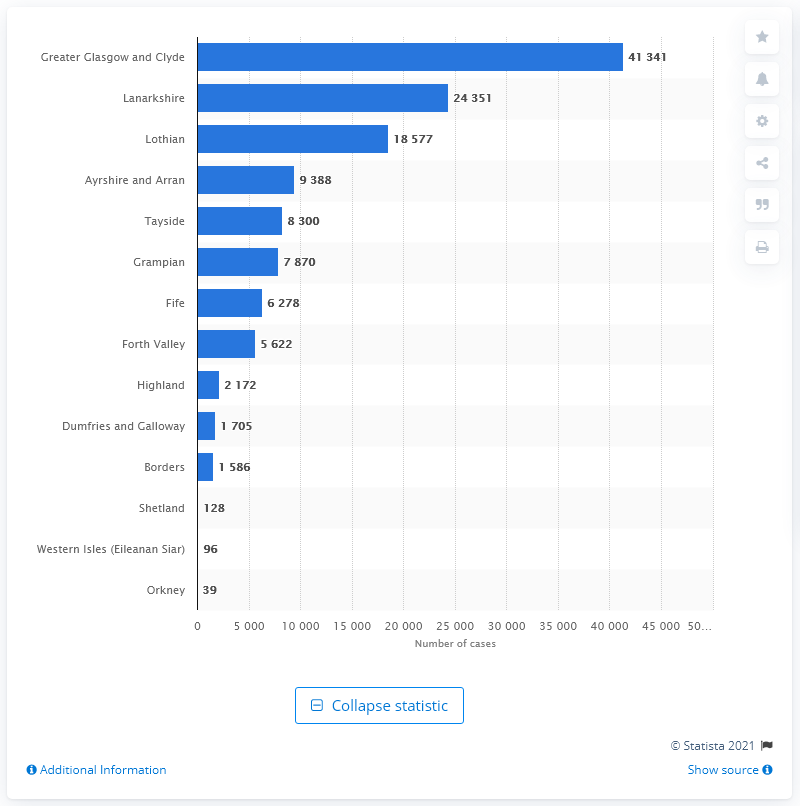 Greater Glasgow and Clyde 41 341
Lanarkshire 24 351
Lothian 18 577
Ayrshire and Arran 9 388
Tayside 8 300
Grampian 7 870
Fife 6 278
Forth Valley 5 622
Highland 2 172
Dumfries and Galloway 1 705
Borders 1 586
Shetland 128
Western Isles (Eileanan Siar) 96
Orkney 39
0 5 000 10 000 15 000 20 000 25 000 30 000 35 000 40 000 45 000 50…
Number of cases
Collapse statistic
© Statista 2021
Additional Information Show source